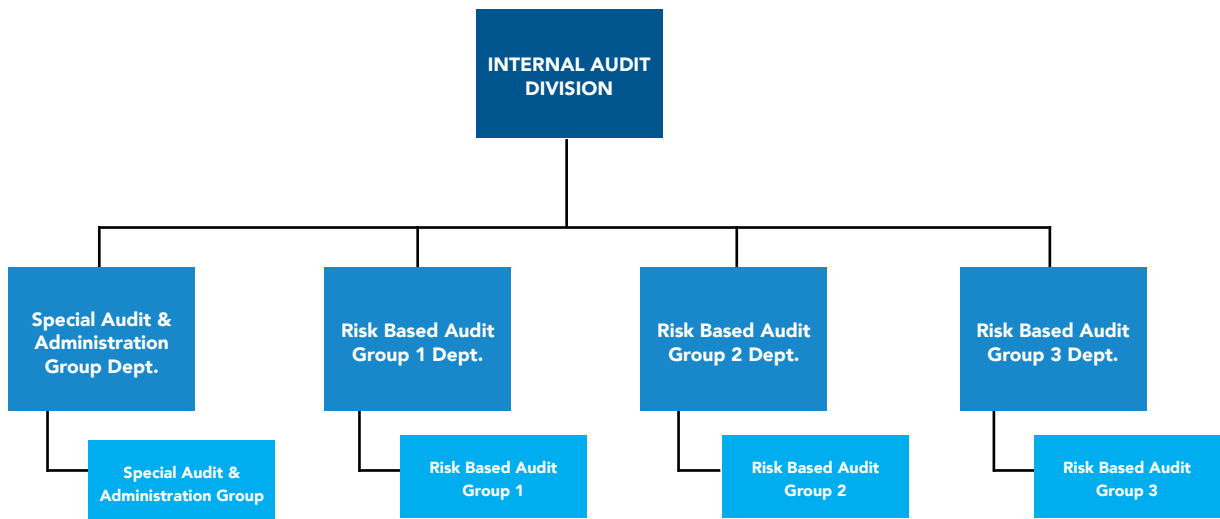 INTERNAL AUDIT
DIVISION
Special Audit &
Administration
Group Dept.
Risk Based Audit
Group 1 Dept.
Risk Based Audit
Group 2 Dept.
Risk Based Audit
Group 3 Dept.
Special Audit &
Administration Group
Risk Based Audit
Group 1
Risk Based Audit
Group 2
Risk Based Audit
Group 3